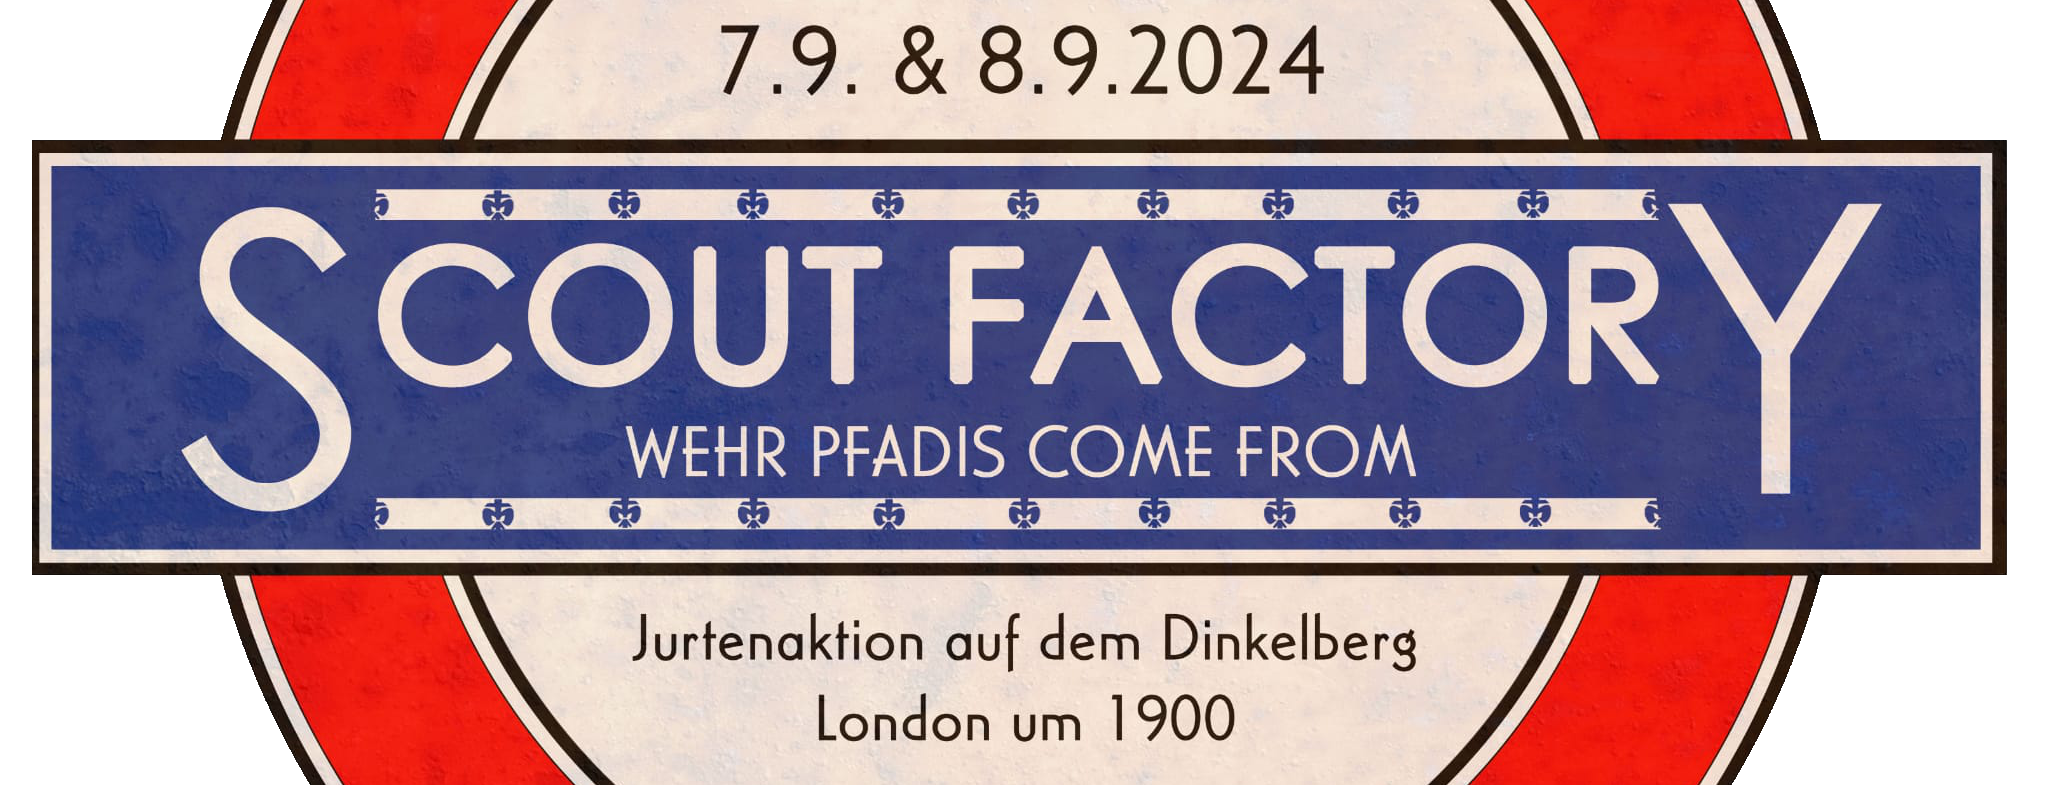 7.9. & 8.9.2024
SCOUT FACTORY
WEHR PFADIS COME FROM
Jurtenaktion auf dem Dinkelberg
London um 1900